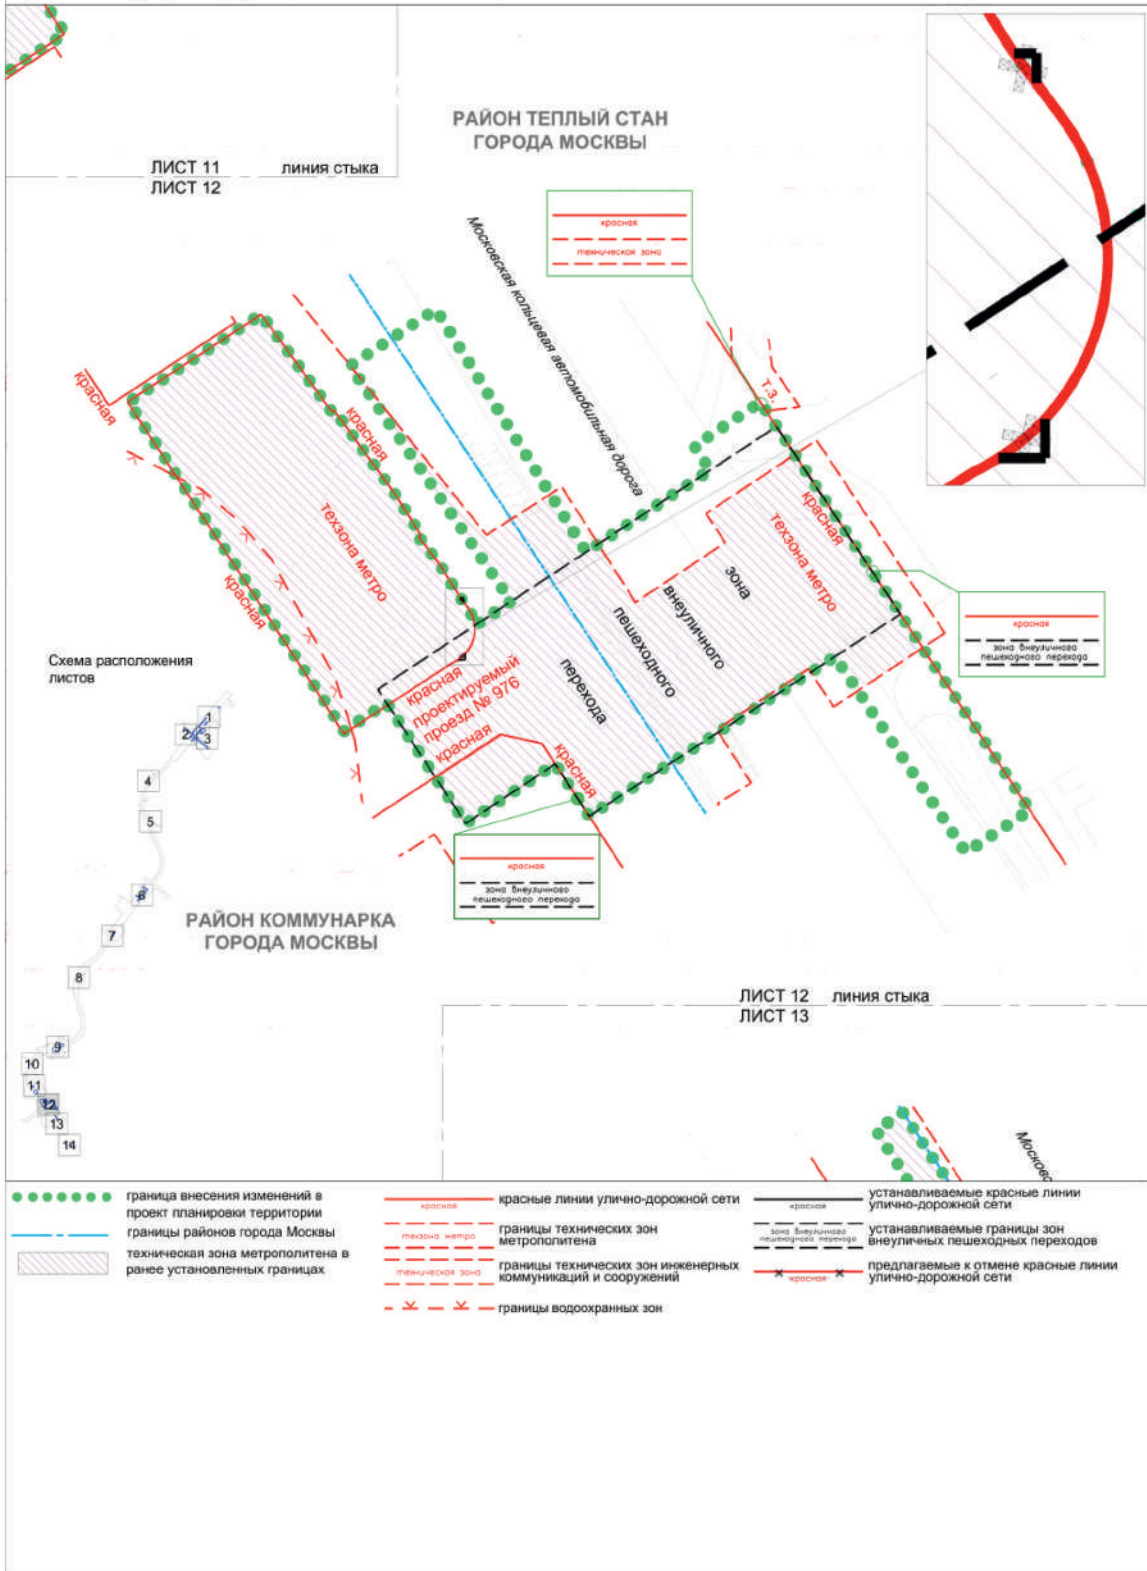 РАЙОН ТЕПЛЫЙ СТАН
ГОРОДА МОСКВЫ
ЛИСТ 11
линия стыка
ЛИСТ 12
красная
техническая зона
Московская кольцевая автомобильная дорога
т.з.
красная
красная
красная
техзона метро
техзона метро
красная
зона
внеуличного
пешеходного
перехода
красная
зона внеуличного
пешеходного перехода
красная
проектируемый
проезд № 976
красная
красная
Схема расположения
листов
1
2
3
4
5
6
7
8
9
10
11
12
13
14
красная
зона внеуличного
пешеходного перехода
РАЙОН КОММУНАРКА
ГОРОДА МОСКВЫ
ЛИСТ 12
линия стыка
ЛИСТ 13
Московс
граница внесения изменений в
проект планировки территории
границы районов города Москвы
техническая зона метрополитена в
ранее установленных границах
красная
красные линии улично-дорожной сети
техзона метро
границы технических зон
метрополитена
техническая зона
границы технических зон инженерных
коммуникаций и сооружений
границы водоохранных зон
красная
устанавливаемые красные линии
улично-дорожной сети
зона внеуличного
пешеходного перехода
устанавливаемые границы зон
внеуличных пешеходных переходов
красная
предлагаемые к отмене красные линии
улично-дорожной сети